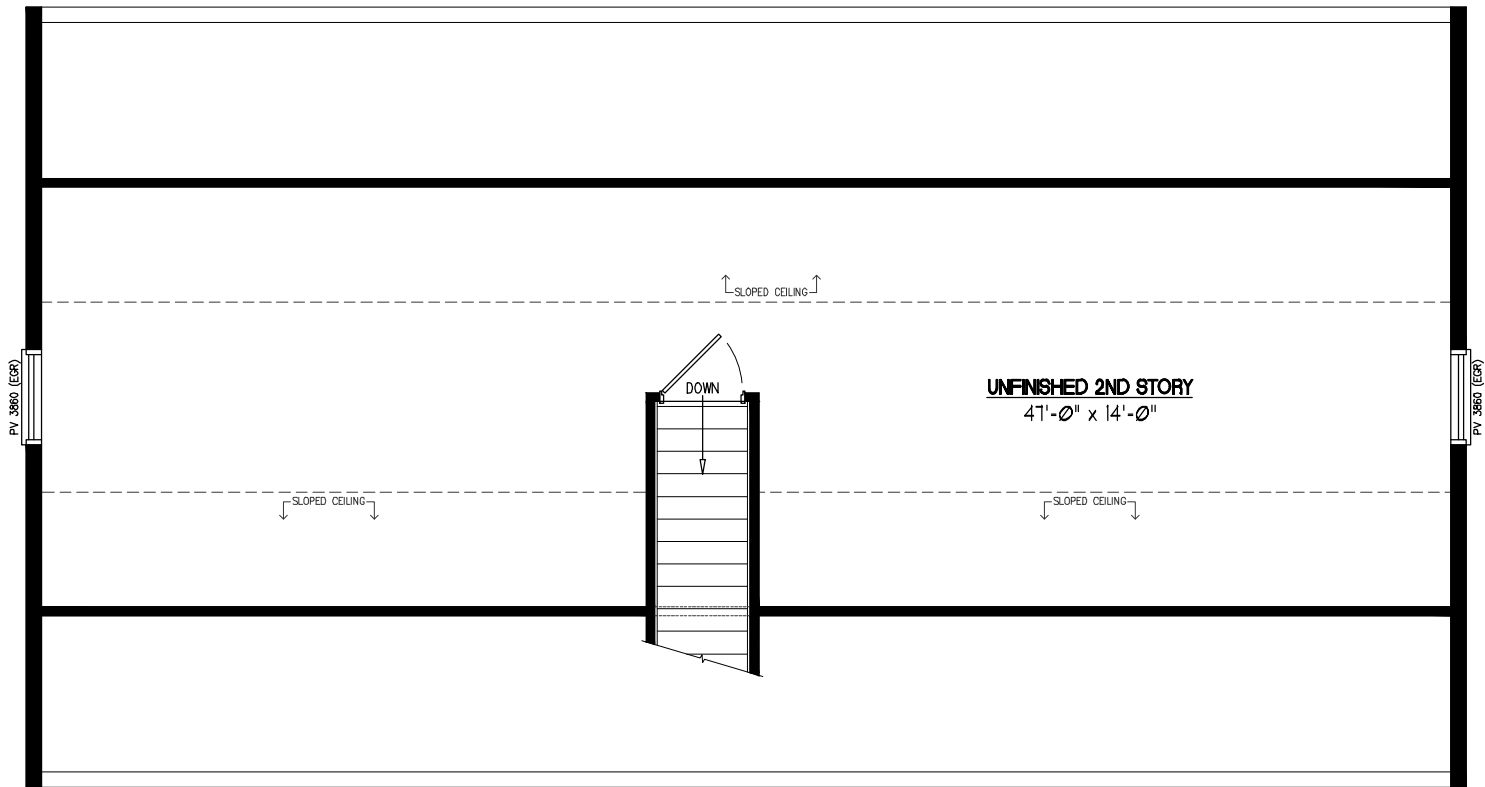 SLOPED CEILING
PV 3860 (EGR)
DOWN
UNFINISHED 2ND STORY
47'-0" x 14'-0"
PV 3860 (EGR)
SLOPED CEILING
SLOPED CEILING